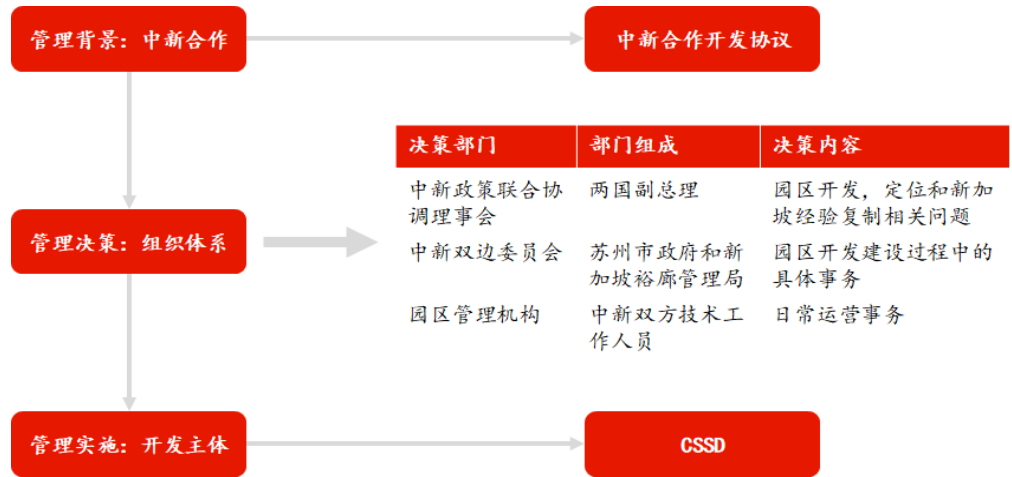 管理背景：中新合作
中新合作开发协议
决策部门 部门组成 决策内容
中新政策联合协 两国副总理 园区开发，定位和新加
调理事会 坡经验复制相关问题
管理决策：组织体系
中新双边委员会 苏州市政府和新 园区开发建设过程中的
加坡裕廊管理局 具体事务
园区管理机构 中新双方技术工 日常运营事务
作人员
管理实施：开发主体
CSSD